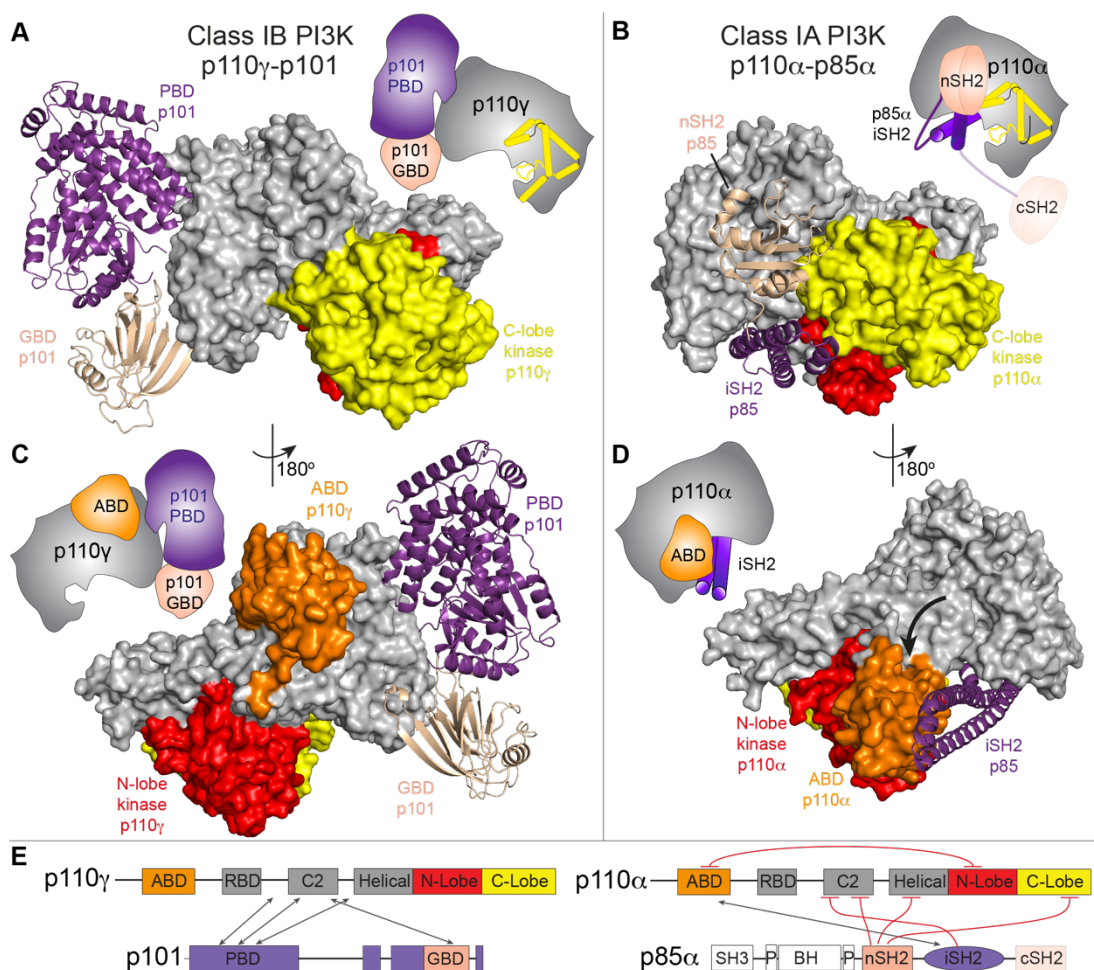 A
Class IB PI3K
p110γ-p101
PBD
p101
p101
PBD
p110γ
p101
GBD
GBD
p101
C-lobe
kinase
p110γ
B
Class IA PI3K
p110α-p85α
nSH2
p110α
p85α
iSH2
nSH2
p85
cSH2
C-lobe
kinase
p110α
iSH2
p85
C
180º
ABD
p110γ
ABD
p101
PBD
p110γ
p101
GBD
PBD
p101
N-lobe
kinase
p110γ
GBD
p101
D
180º
p110α
ABD
iSH2
N-lobe
kinase
p110α
ABD
p110α
iSH2
p85
E
p110γ ABD RBD C2 Helical N-Lobe C-Lobe
p101 PBD GBD
p110α ABD RBD C2 Helical N-Lobe C-Lobe
p85α SH3 P BH P nSH2 iSH2 cSH2